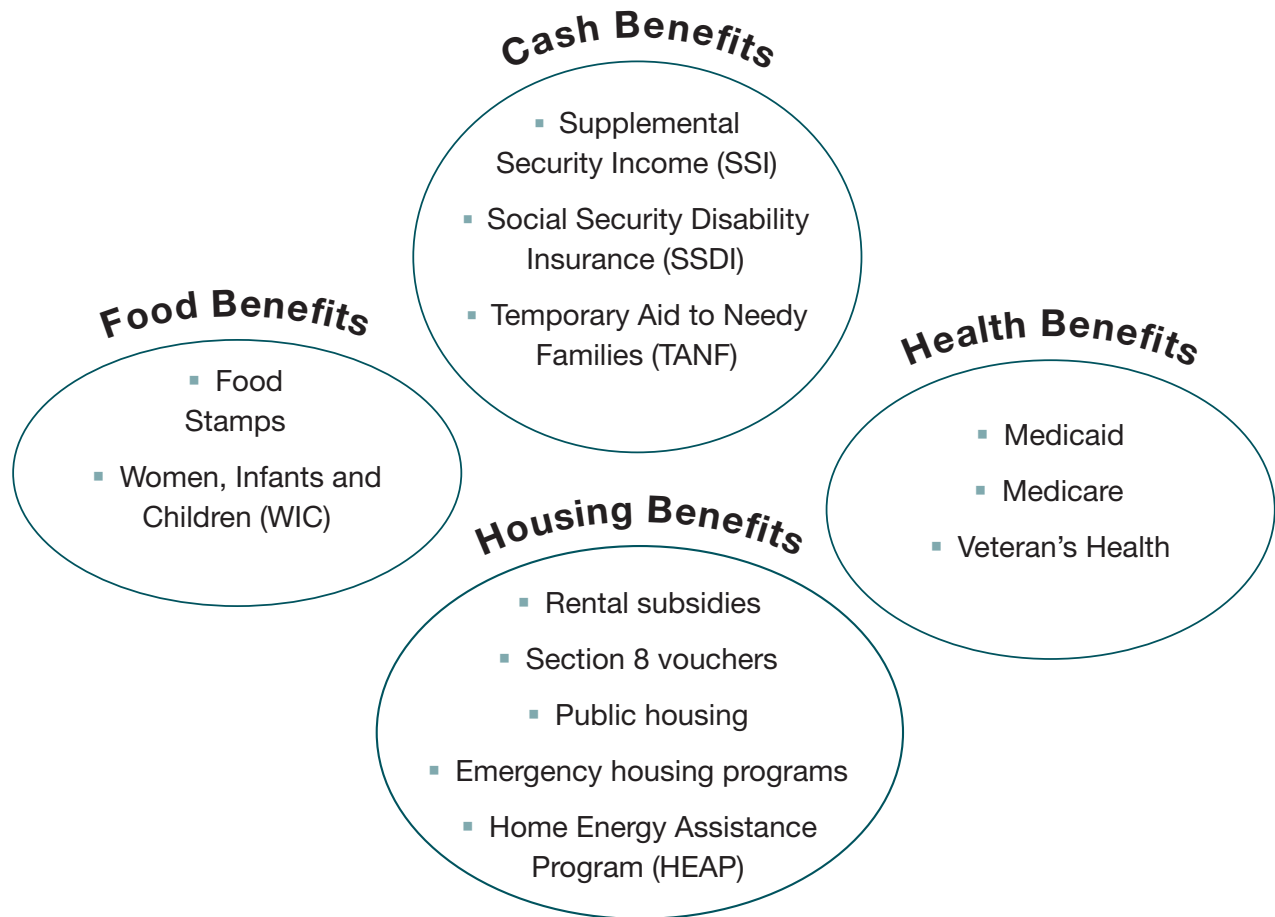 Cash Benefits
▪ Supplemental
Security Income (SSI)
▪ Social Security Disability
Insurance (SSDI)
▪ Temporary Aid to Needy
Families (TANF)
Food Benefits
▪ Food
Stamps
▪ Women, Infants and
Children (WIC)
Health Benefits
▪ Medicaid
▪ Medicare
▪ Veteran’s Health
Housing Benefits
▪ Rental subsidies
▪ Section 8 vouchers
▪ Public housing
▪ Emergency housing programs
▪ Home Energy Assistance
Program (HEAP)